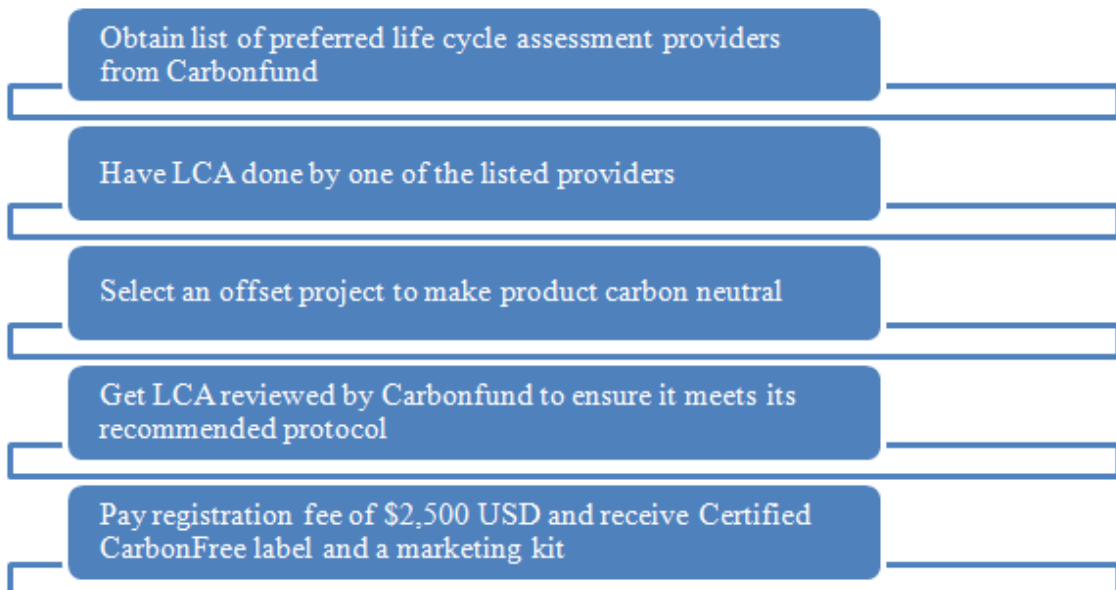 Obtain list of preferred life cycle assessment providers
from Carbonfund
Have LCA done by one of the listed providers
Select an offset project to make product carbon neutral
Get LCA reviewed by Carbonfund to ensure it meets its
recommended protocol
Pay registration fee of $2,500 USD and receive Certified
CarbonFree label and a marketing kit